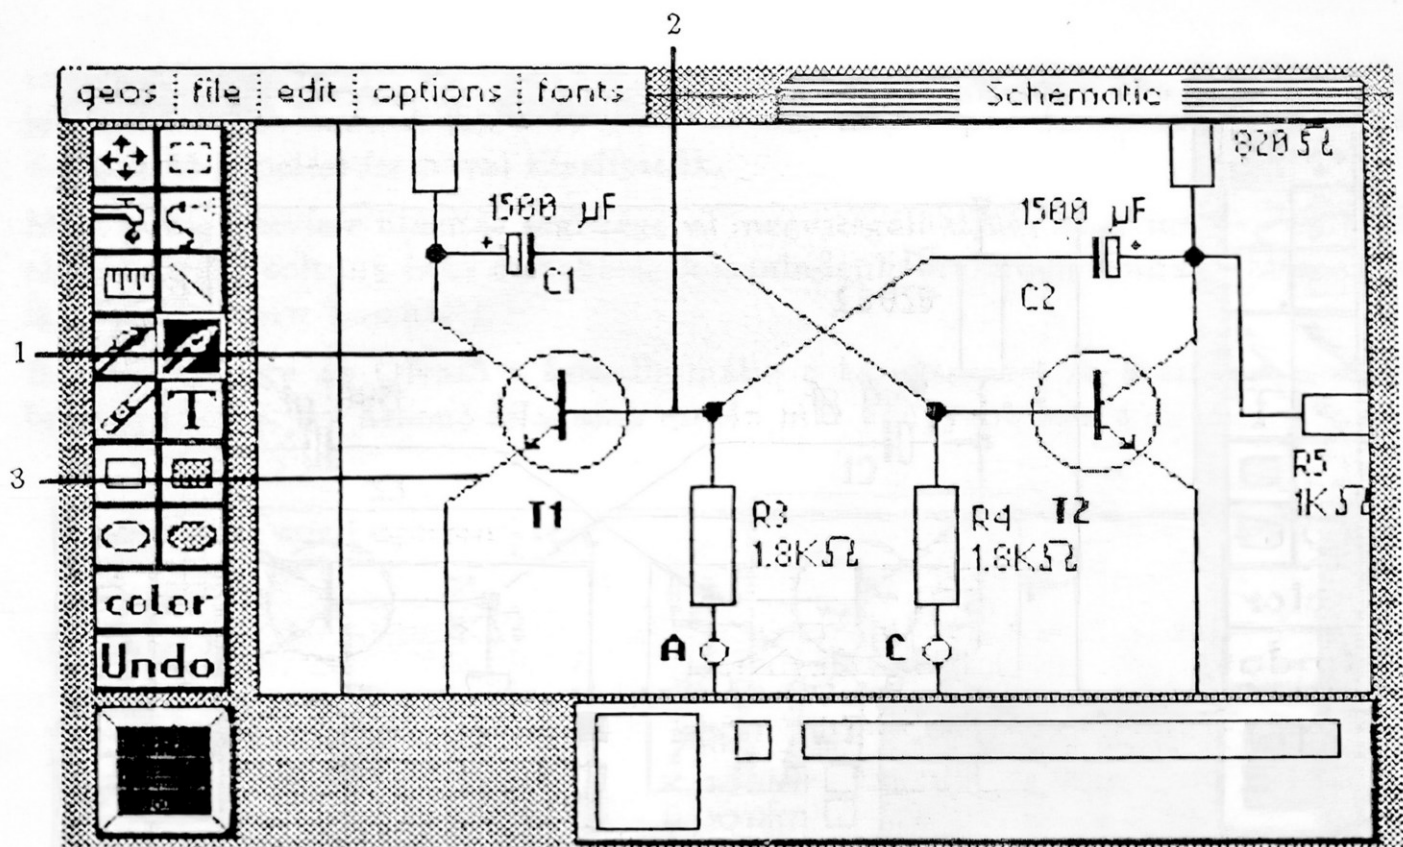 2
geos file edit options fonts Schematic
820Ω
1500 µF 1500 µF
+ +
C1 C2
1
T
3
T1 R3 R4 T2 R5
1.8KΩ 1.8KΩ 1KΩ
color
Undo A C